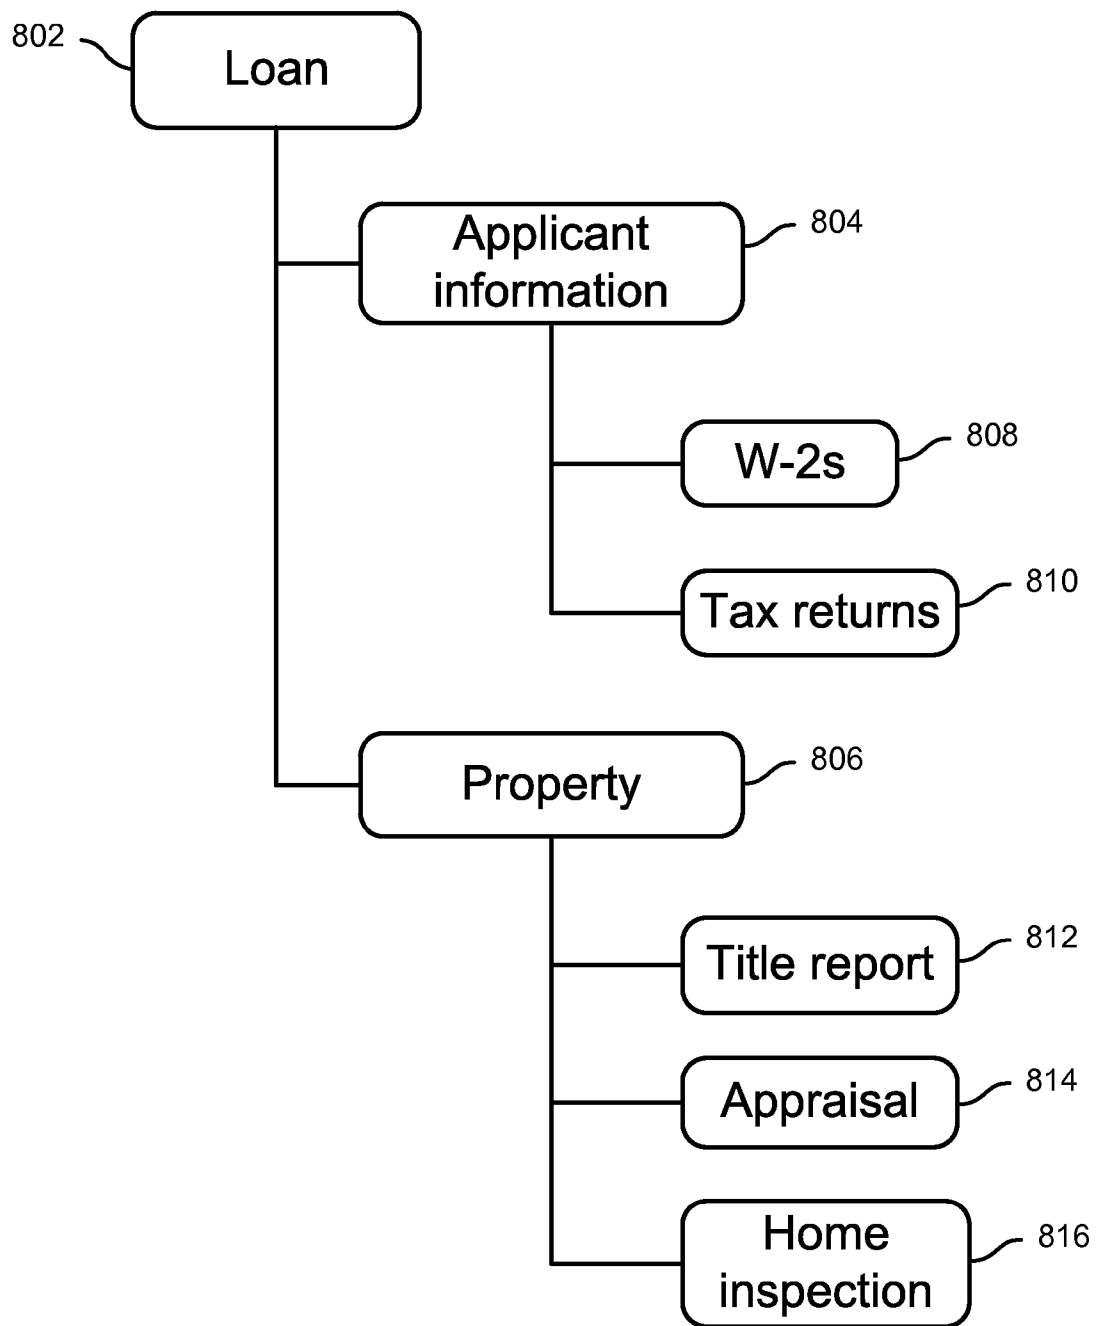 802
Loan
Applicant
information
804
W-2s
808
Tax returns
810
Property
806
Title report
812
Appraisal
814
Home
inspection
816